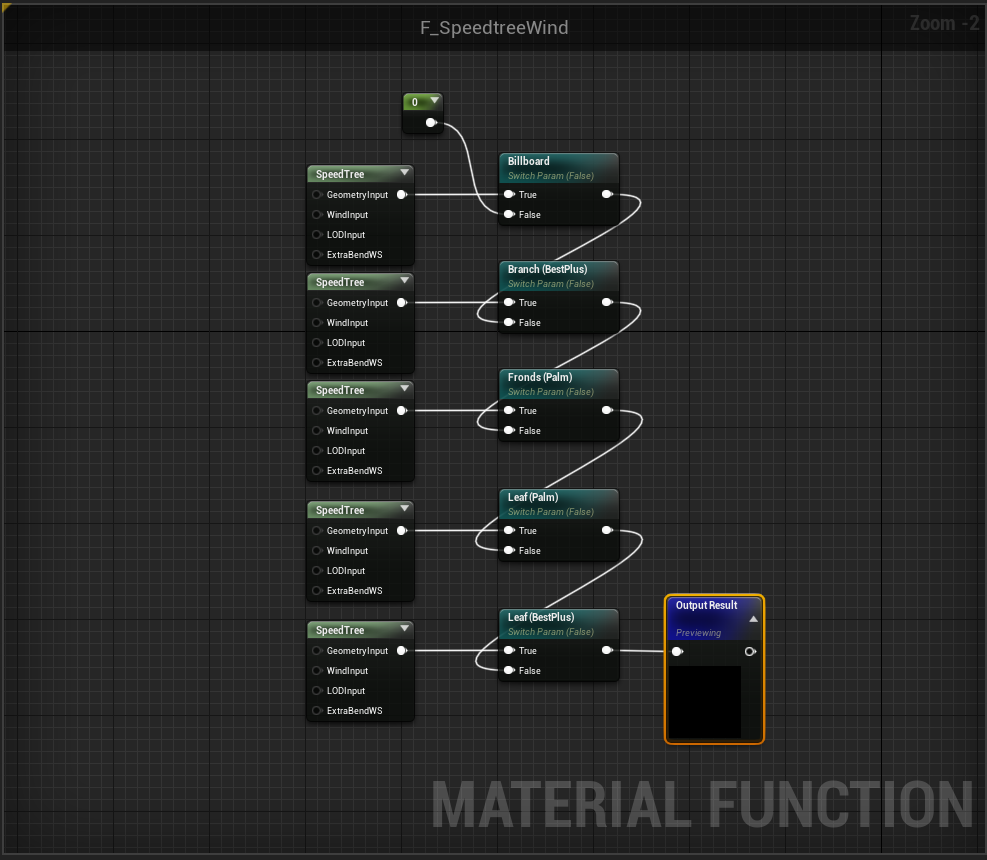 F_SpeedtreeWind
Zoom -2
0
Billboard
Switch Param (False)
True
False
SpeedTree
GeometryInput
WindInput
LODInput
ExtraBendWS
Branch (BestPlus)
Switch Param (False)
True
False
SpeedTree
GeometryInput
WindInput
LODInput
ExtraBendWS
Fronds (Palm)
Switch Param (False)
True
False
SpeedTree
GeometryInput
WindInput
LODInput
ExtraBendWS
Leaf (Palm)
Switch Param (False)
True
False
SpeedTree
GeometryInput
WindInput
LODInput
ExtraBendWS
Leaf (BestPlus)
Switch Param (False)
True
False
SpeedTree
GeometryInput
WindInput
LODInput
ExtraBendWS
Output Result
Previewing
MATERIAL FUNCTION